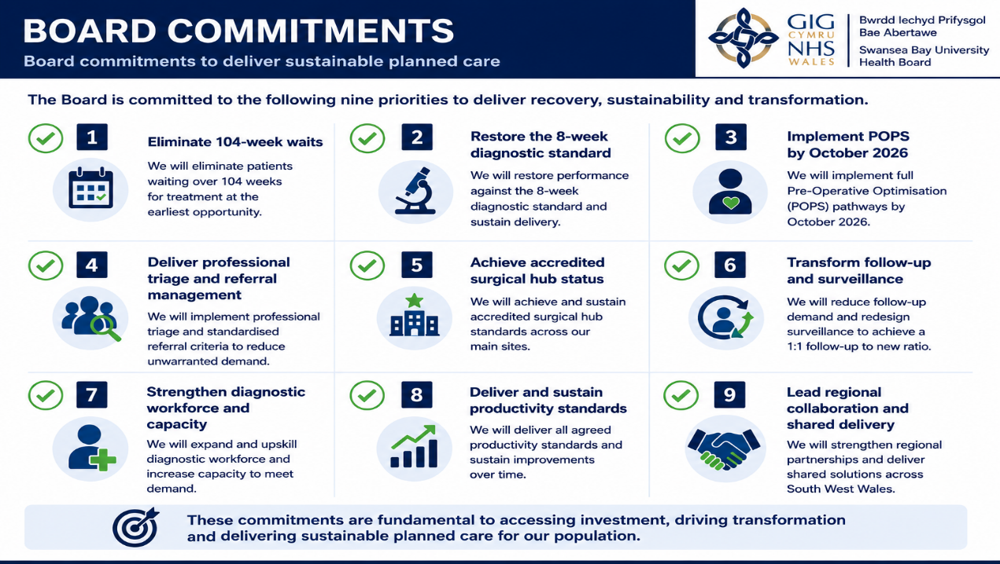 BOARD COMMITMENTS
Board commitments to deliver sustainable planned care
GIG
CYMRU
NHS
WALES
Bwrdd Iechyd Prifysgol
Bae Abertawe
Swansea Bay University
Health Board
The Board is committed to the following nine priorities to deliver recovery, sustainability and transformation.
1
Eliminate 104-week waits
We will eliminate patients
waiting over 104 weeks
for treatment at the
earliest opportunity.
2
Restore the 8-week
diagnostic standard
We will restore performance
against the 8-week
diagnostic standard and
sustain delivery.
3
Implement POPS
by October 2026
We will implement full
Pre-Operative Optimisation
(POPS) pathways by
October 2026.
4
Deliver professional
triage and referral
management
We will implement professional
triage and standardised
referral criteria to reduce
unwarranted demand.
5
Achieve accredited
surgical hub status
We will achieve and sustain
accredited surgical hub
standards across our
main sites.
6
Transform follow-up
and surveillance
We will reduce follow-up
demand and redesign
surveillance to achieve a
1:1 follow-up to new ratio.
7
Strengthen diagnostic
workforce and
capacity
We will expand and upskill
diagnostic workforce and
increase capacity to meet
demand.
8
Deliver and sustain
productivity standards
We will deliver all agreed
productivity standards and
sustain improvements
over time.
9
Lead regional
collaboration and
shared delivery
We will strengthen regional
partnerships and deliver
shared solutions across
South West Wales.
These commitments are fundamental to accessing investment, driving transformation
and delivering sustainable planned care for our population.